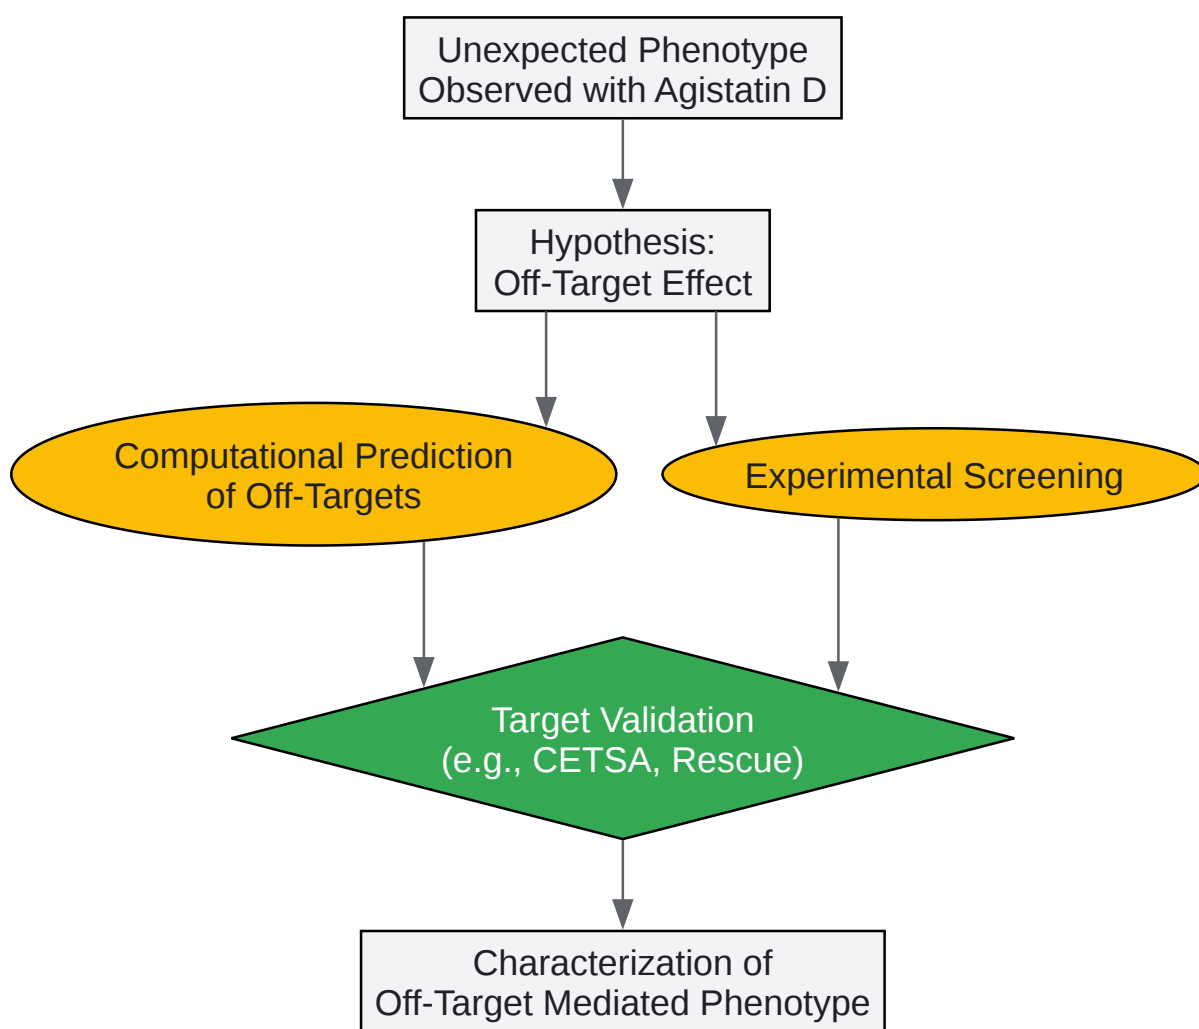 Unexpected Phenotype
Observed with Agistatin D
Hypothesis:
Off-Target Effect
Computational Prediction
of Off-Targets
Experimental Screening
Target Validation
(e.g., CETSA, Rescue)
Characterization of
Off-Target Mediated Phenotype